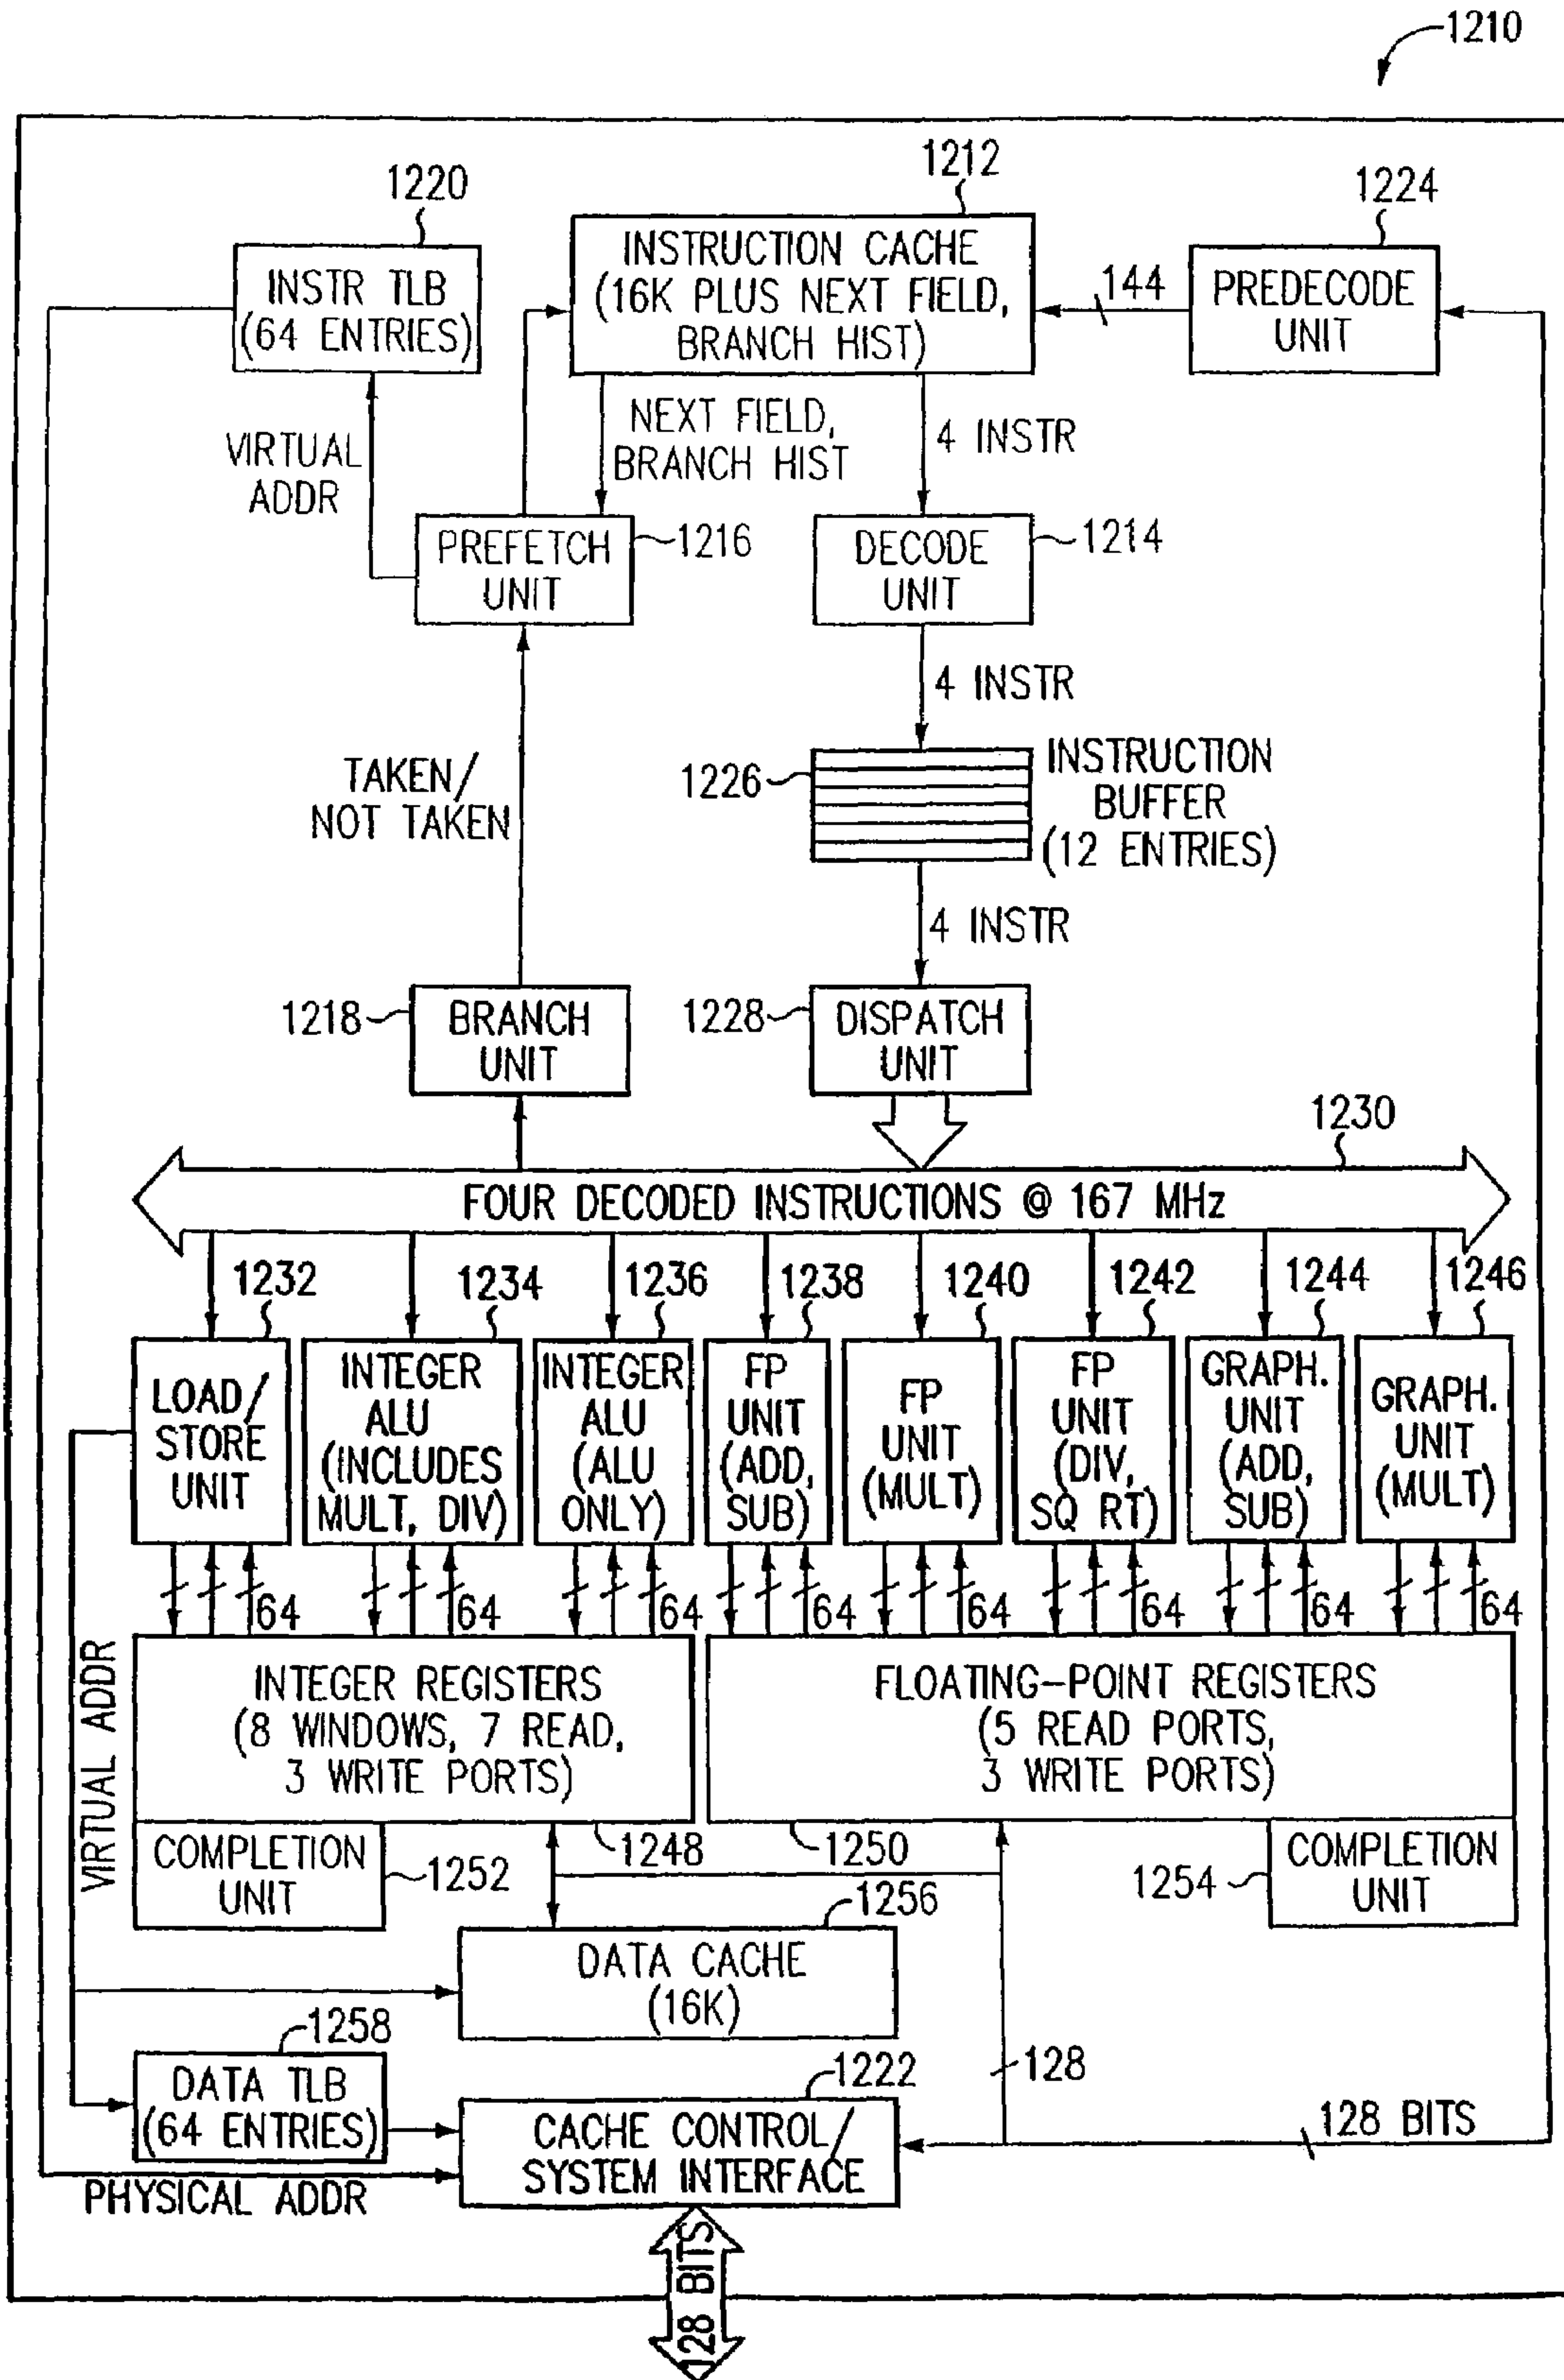 1210
1220
INSTR TLB
(64 ENTRIES)
1212
INSTRUCTION CACHE
(16K PLUS NEXT FIELD,
BRANCH HIST)
144
1224
PREDECODE
UNIT
VIRTUAL
ADDR
NEXT FIELD,
BRANCH HIST
4 INSTR
PREFETCH
UNIT
1216
DECODE
UNIT
1214
4 INSTR
TAKEN/
NOT TAKEN
1226
INSTRUCTION
BUFFER
(12 ENTRIES)
4 INSTR
1218
BRANCH
UNIT
1228
DISPATCH
UNIT
1230
FOUR DECODED INSTRUCTIONS @ 167 MHz
1232
1234
1236
1238
1240
1242
1244
1246
LOAD/
STORE
UNIT
INTEGER
ALU
(INCLUDES
MULT, DIV)
INTEGER
ALU
(ALU
ONLY)
FP
UNIT
(ADD,
SUB)
FP
UNIT
(MULT)
FP
UNIT
(DIV,
SQ RT)
GRAPH.
UNIT
(ADD,
SUB)
GRAPH.
UNIT
(MULT)
64
64
64
64
64
64
64
64
VIRTUAL ADDR
INTEGER REGISTERS
(8 WINDOWS, 7 READ,
3 WRITE PORTS)
FLOATING-POINT REGISTERS
(5 READ PORTS,
3 WRITE PORTS)
COMPLETION
UNIT
1252
1248
1250
1254
COMPLETION
UNIT
1256
DATA CACHE
(16K)
1258
DATA TLB
(64 ENTRIES)
1222
CACHE CONTROL/
SYSTEM INTERFACE
128
128 BITS
PHYSICAL ADDR
128 BITS